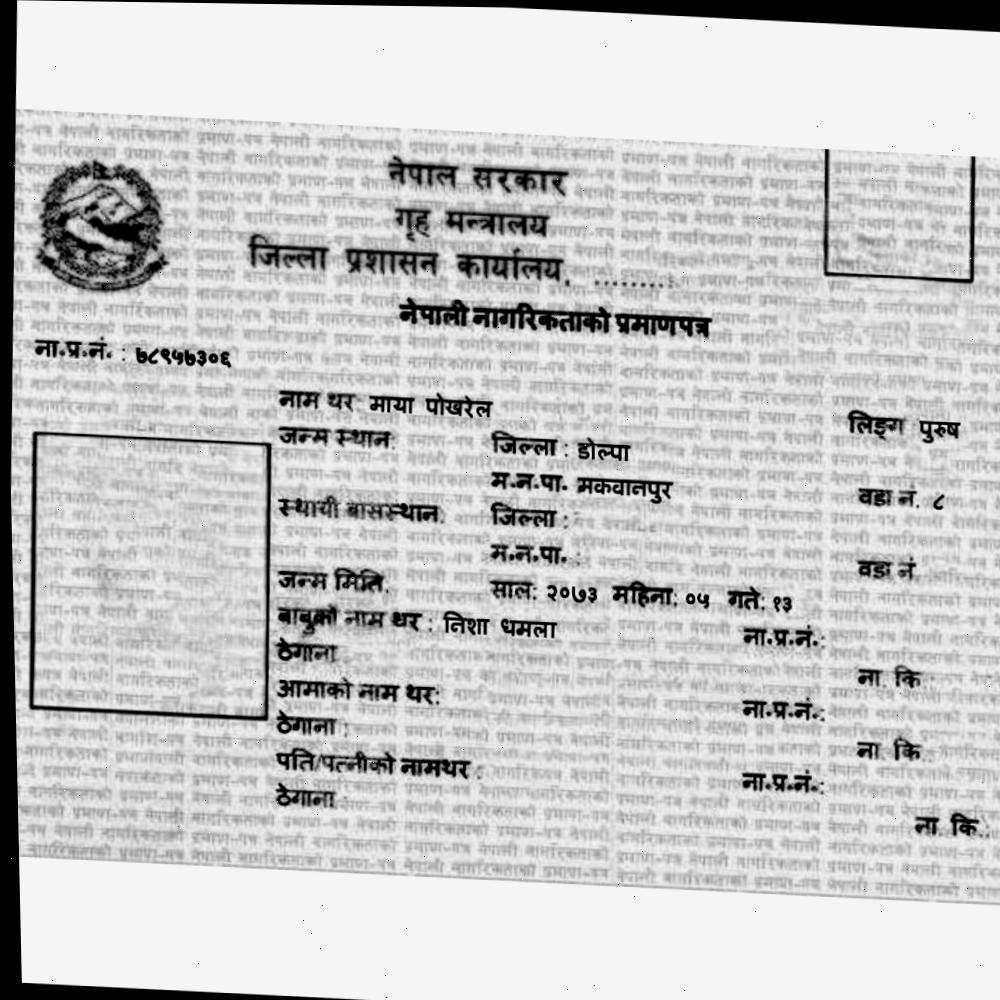 नेपाल सरकार
गृह मन्त्रालय
जिल्ला प्रशासन कार्यालय, .........
नेपाली नागरिकताको प्रमाणपत्र
ना.प्र.नं. : ७८९५७३०६
नाम थर: माया पोखरेल लिङ्ग पुरुष
जन्म स्थान: जिल्ला : डोल्पा
म.न.पा. मकवानपुर वडा नं. ८
स्थायी बासस्थान: जिल्ला :
म.न.पा. : वडा नं.
जन्म मिति: साल: २०७३ महिना: ०५ गते: १३
बाबुको नाम थर : निशा धमला ना.प्र.नं.:
ठेगाना ना. कि.:
आमाको नाम थर: ना.प्र.नं.:
ठेगाना : ना. कि.:
पति/पत्नीको नामथर : ना.प्र.नं.:
ठेगाना : ना. कि.: